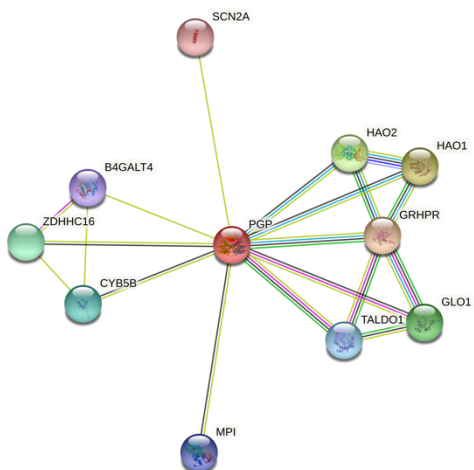 SCN2A
HAO2
HAO1
B4GALT4
ZDHHC16
PGP
GRHPR
CYB5B
GLO1
TALDO1
MPI